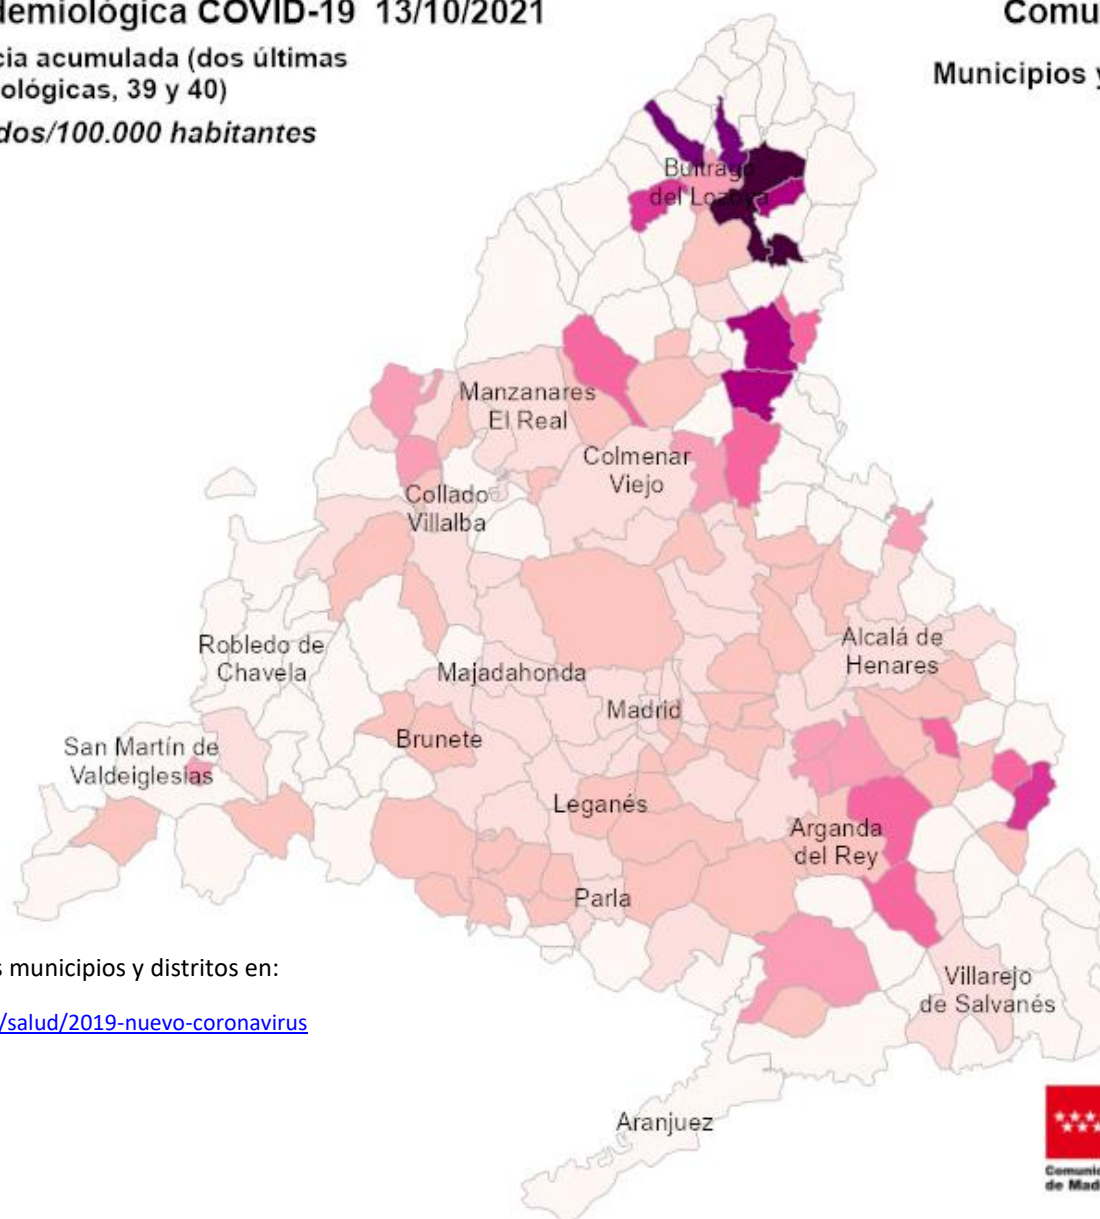 demiológica COVID-19 13/10/2021
Comu
cia acumulada (dos últimas
ológicas, 39 y 40)
Municipios y
dos/100.000 habitantes
Buitrago
del Lozoya
Manzanares
El Real
Colmenar
Viejo
Collado
Villalba
Robledo de
Chavela
Alcalá de
Henares
Majadahonda
Madrid
Brunete
San Martín de
Valdeiglesias
Leganés
Arganda
del Rey
Parla
s municipios y distritos en:
Villarejo
de Salvanés
/salud/2019-nuevo-coronavirus
Aranjuez
Comunid
de Mad